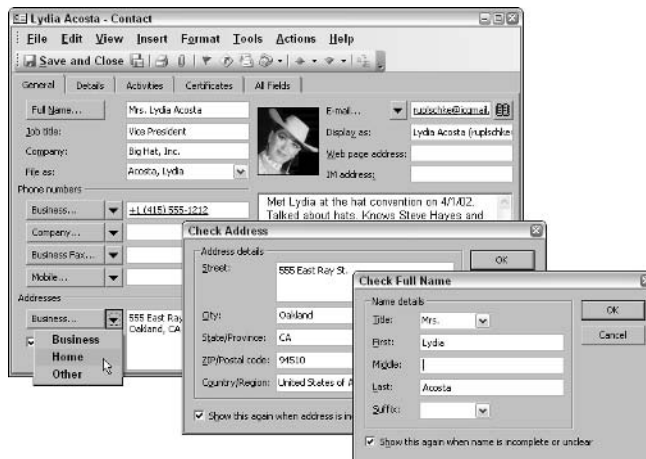 Lydia Acosta - Contact
File Edit View Insert Format Tools Actions Help
Save and Close
General Details Activities Certificates All Fields
Full Name... Mrs. Lydia Acosta
Job title: Vice President
Company: Big Hat, Inc.
File as: Acosta, Lydia
E-mail... ruplschke@icqmail.
Display as: Lydia Acosta (ruplschke
Web page address:
IM address:
Phone numbers
Business... +1 (415) 555-1212
Company...
Business Fax...
Mobile...
Met Lydia at the hat convention on 4/1/02.
Talked about hats. Knows Steve Hayes and
Addresses
Business... 555 East Ray
Oakland, CA
Business
Home
Other
Check Address
Address details
Street: 555 East Ray St.
City: Oakland
State/Province: CA
ZIP/Postal code: 94510
Country/Region: United States of A
Show this again when address is in
OK
Check Full Name
Name details
Title: Mrs.
First: Lydia
Middle:
Last: Acosta
Suffix:
Show this again when name is incomplete or unclear
OK
Cancel